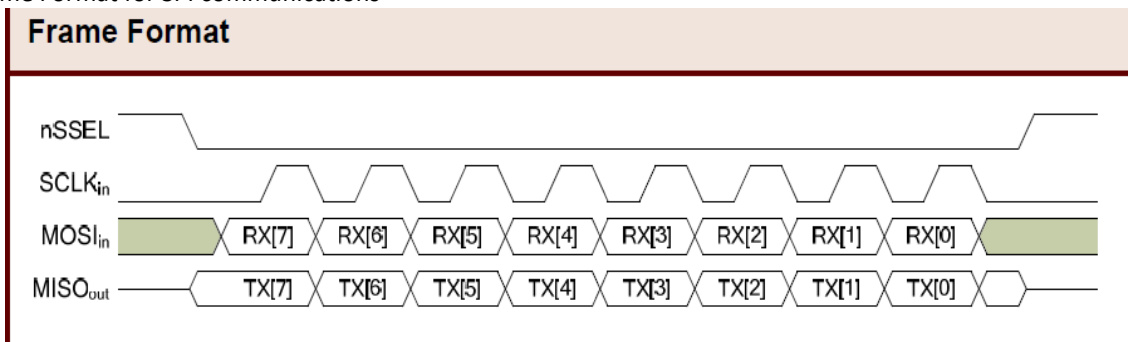 Frame Format
nSSEL
SCLKin
MOSIin RX[7] RX[6] RX[5] RX[4] RX[3] RX[2] RX[1] RX[0]
MISOout TX[7] TX[6] TX[5] TX[4] TX[3] TX[2] TX[1] TX[0]